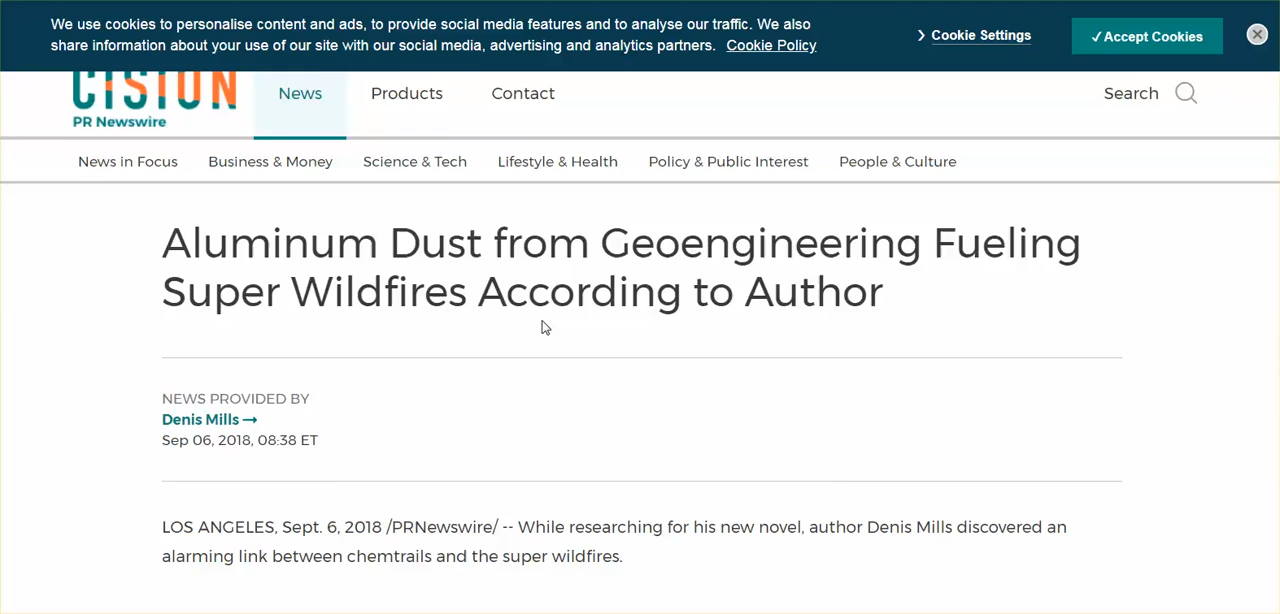 We use cookies to personalise content and ads, to provide social media features and to analyse our traffic. We also
share information about your use of our site with our social media, advertising and analytics partners. Cookie Policy
Cookie Settings
✓Accept Cookies
CISION
PR Newswire
News
Products
Contact
Search
News in Focus
Business & Money
Science & Tech
Lifestyle & Health
Policy & Public Interest
People & Culture
Aluminum Dust from Geoengineering Fueling
Super Wildfires According to Author
NEWS PROVIDED BY
Denis Mills →
Sep 06, 2018, 08:38 ET
LOS ANGELES, Sept. 6, 2018 /PRNewswire/ -- While researching for his new novel, author Denis Mills discovered an
alarming link between chemtrails and the super wildfires.